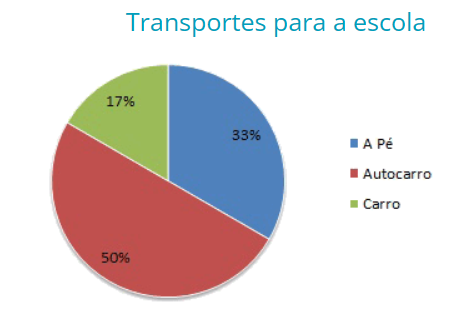 Transportes para a escola
17%
33%
A Pé
Autocarro
Carro
50%